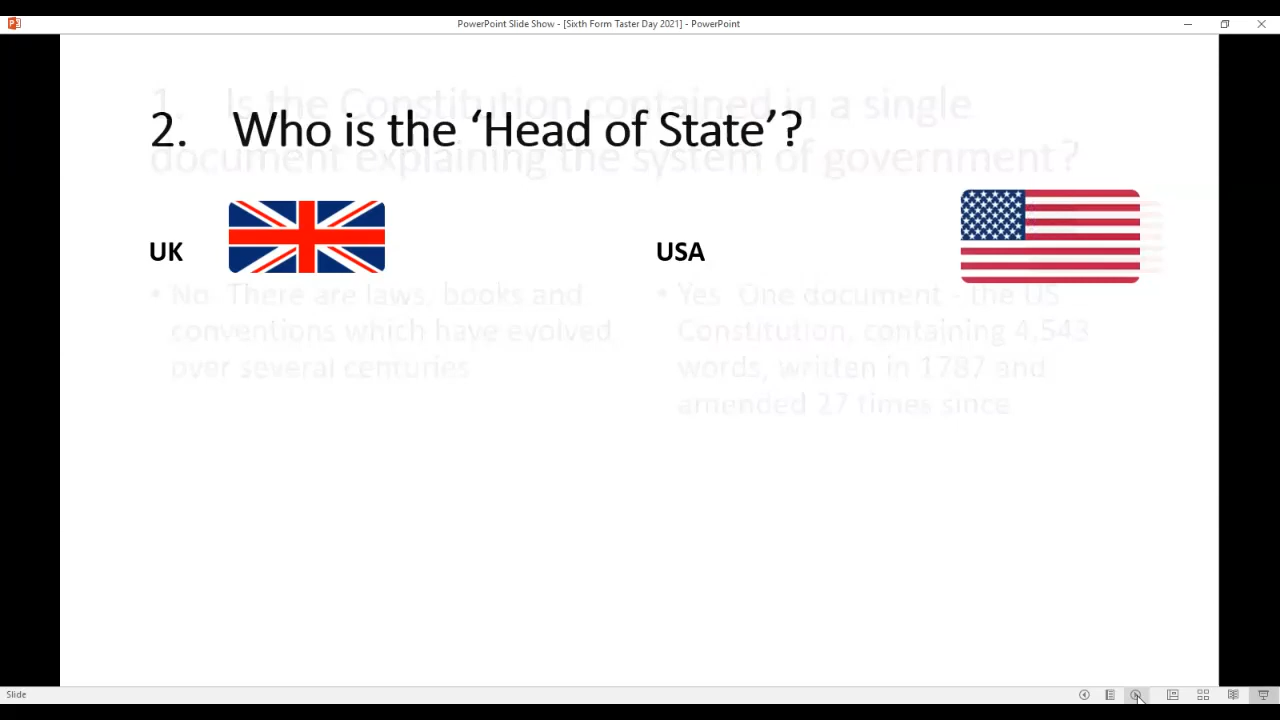 PowerPoint Slide Show - [Sixth Form Taster Day 2021] - PowerPoint
1. Is the Constitution contained in a single
document explaining the system of government?
2. Who is the ‘Head of State’?
UK
USA
• No There are laws, books and
conventions which have evolved
over several centuries
• Yes One document - the US
Constitution, containing 4,543
words, written in 1787 and
amended 27 times since
Slide